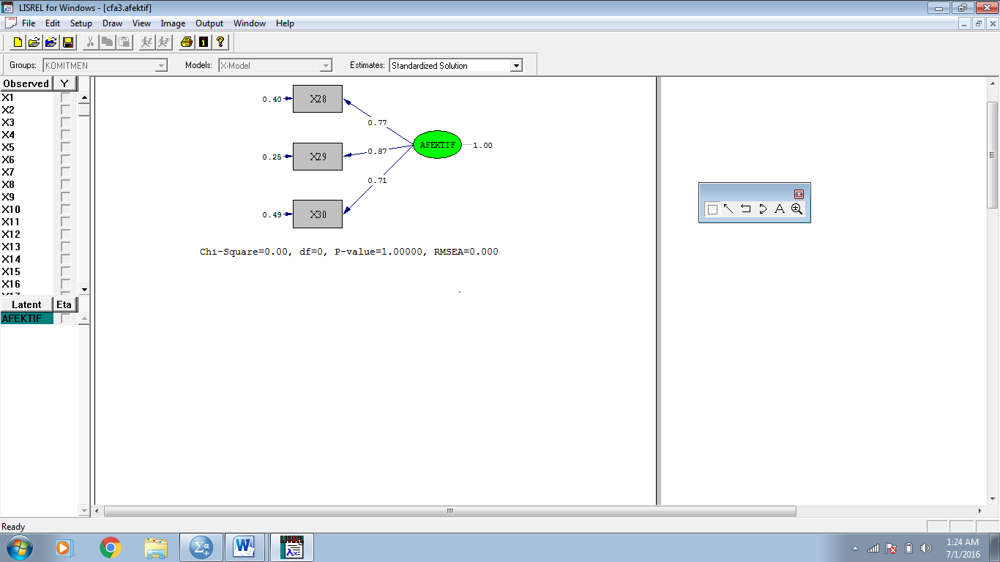 LISREL for Windows - [cfa3.afektif]
File Edit Setup Draw View Image Output Window Help
Groups: KOMITMEN Models: X-Model Estimates: Standardized Solution
Observed Y
X1
X2
X3
X4
X5
X6
X7
X8
X9
X10
X11
X12
X13
X14
X15
X16
Latent Eta
AFEKTIF
0.40 X28
0.77
0.25 X29 0.87 AFEKTIF 1.00
0.71
0.49 X30
Chi-Square=0.00, df=0, P-value=1.00000, RMSEA=0.000
A
Ready
LISREL
1:24 AM
7/1/2016